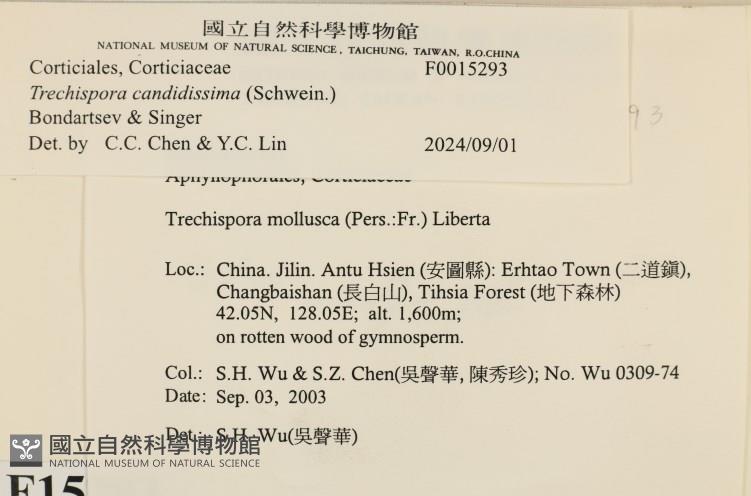 國立自然科學博物館
NATIONAL MUSEUM OF NATURAL SCIENCE, TAICHUNG, TAIWAN, R.O.CHINA
Corticiales, Corticiaceae F0015293
Trechispora candidissima (Schwein.)
Bondartsev & Singer
Det. by C.C. Chen & Y.C. Lin 2024/09/01
93
Aphyllophorales, Corticiaceae
Trechispora mollusca (Pers.:Fr.) Liberta
Loc.: China. Jilin. Antu Hsien (安圖縣): Erhtao Town (二道鎮),
Changbaishan (長白山), Tihsia Forest (地下森林)
42.05N, 128.05E; alt. 1,600m;
on rotten wood of gymnosperm.
Col.: S.H. Wu & S.Z. Chen(吳聲華, 陳秀珍); No. Wu 0309-74
Date: Sep. 03, 2003
Det.: S.H. Wu(吳聲華)
國立自然科學博物館
NATIONAL MUSEUM OF NATURAL SCIENCE
F15